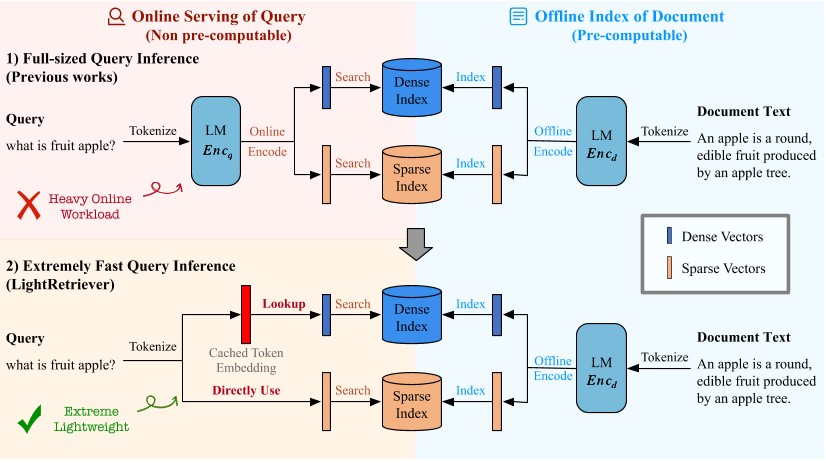 Online Serving of Query
(Non pre-computable)
Offline Index of Document
(Pre-computable)
1) Full-sized Query Inference
(Previous works)
Query
what is fruit apple?
Tokenize
LM
Enc_q
Online
Encode
Search
Search
Dense
Index
Sparse
Index
Index
Index
Offline
Encode
LM
Enc_d
Tokenize
Document Text
An apple is a round,
edible fruit produced
by an apple tree.
Heavy Online
Workload
Dense Vectors
Sparse Vectors
2) Extremely Fast Query Inference
(LightRetriever)
Query
what is fruit apple?
Tokenize
Lookup
Cached Token
Embedding
Directly Use
Search
Search
Dense
Index
Sparse
Index
Index
Index
Offline
Encode
LM
Enc_d
Tokenize
Document Text
An apple is a round,
edible fruit produced
by an apple tree.
Extreme
Lightweight